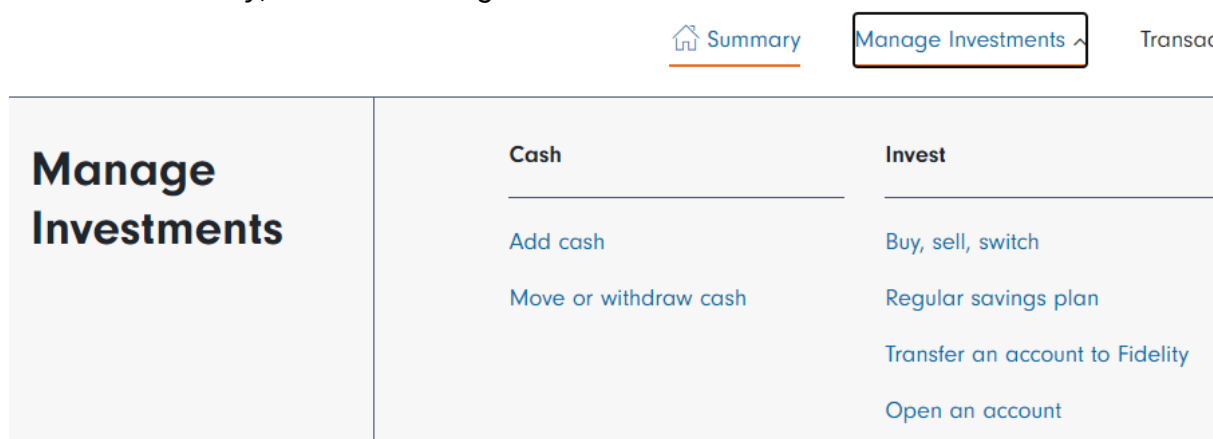 Summary
Manage Investments
Transac
Manage
Investments
Cash
Add cash
Move or withdraw cash
Invest
Buy, sell, switch
Regular savings plan
Transfer an account to Fidelity
Open an account